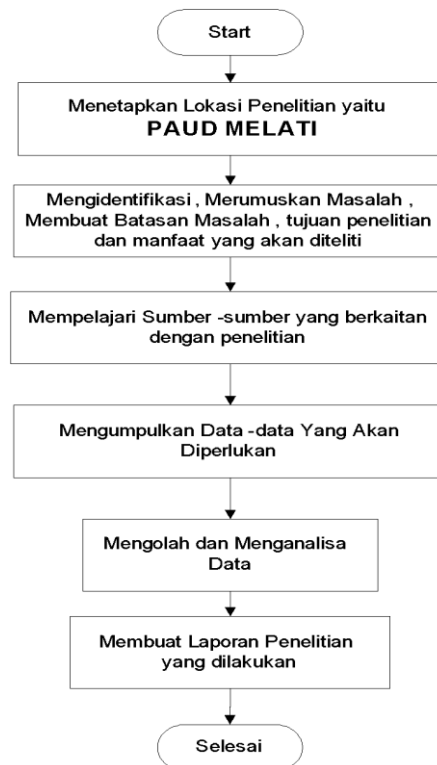 Start
Menetapkan Lokasi Penelitian yaitu
PAUD MELATI
Mengidentifikasi , Merumuskan Masalah ,
Membuat Batasan Masalah , tujuan penelitian
dan manfaat yang akan diteliti
Mempelajari Sumber -sumber yang berkaitan
dengan penelitian
Mengumpulkan Data -data Yang Akan
Diperlukan
Mengolah dan Menganalisa
Data
Membuat Laporan Penelitian
yang dilakukan
Selesai